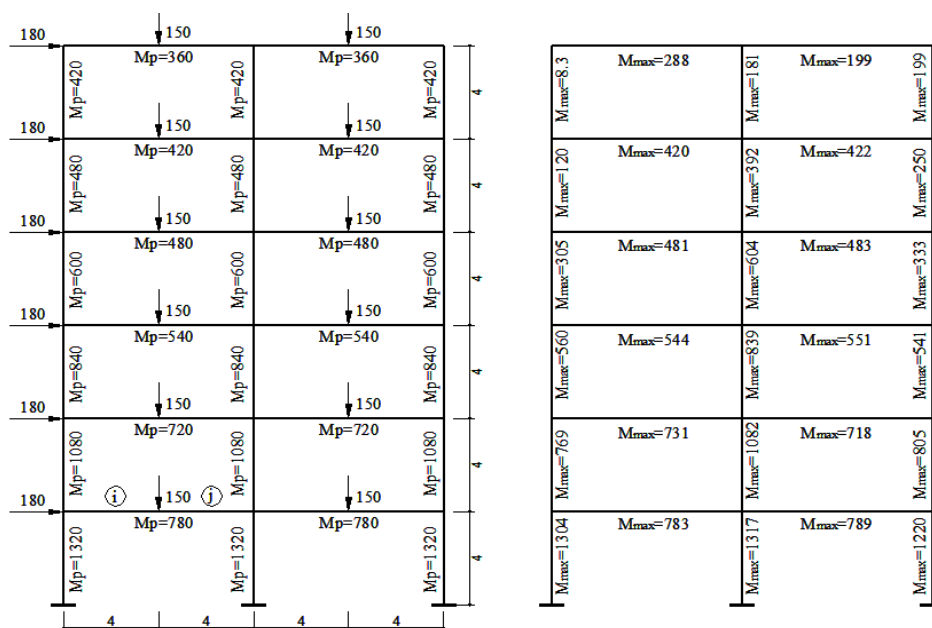 150 150
180
Mp=360 Mp=360
Mp=420 Mp=420 Mp=420
4
Mmax=8.3 Mmax=288 Mmax=181 Mmax=199 Mmax=199
150 150
180
Mp=420 Mp=420
Mp=480 Mp=480 Mp=480
4
Mmax=120 Mmax=420 Mmax=392 Mmax=422 Mmax=250
150 150
180
Mp=480 Mp=480
Mp=600 Mp=600 Mp=600
4
Mmax=305 Mmax=481 Mmax=604 Mmax=483 Mmax=333
150 150
180
Mp=540 Mp=540
Mp=840 Mp=840 Mp=840
4
Mmax=560 Mmax=544 Mmax=839 Mmax=551 Mmax=541
150 150
180
Mp=720 Mp=720
Mp=1080 Mp=1080 Mp=1080
4
Mmax=769 Mmax=731 Mmax=1082 Mmax=718 Mmax=805
i 150 j 150
180
Mp=780 Mp=780
Mp=1320 Mp=1320 Mp=1320
4
Mmax=1304 Mmax=783 Mmax=1317 Mmax=789 Mmax=1220
4 4 4 4